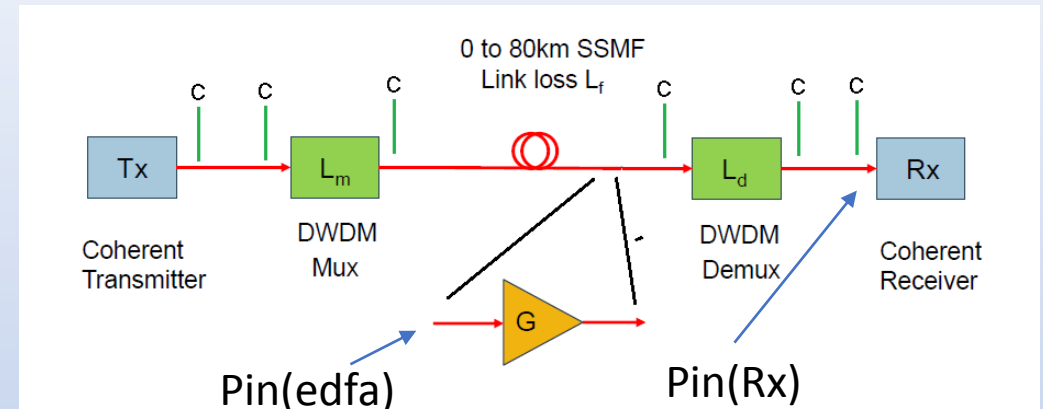 0 to 80km SSMF
Link loss Lf
C
C
C
C
C
C
Tx
Lm
Ld
Rx
Coherent
Transmitter
DWDM
Mux
DWDM
Demux
Coherent
Receiver
G
Pin(edfa)
Pin(Rx)